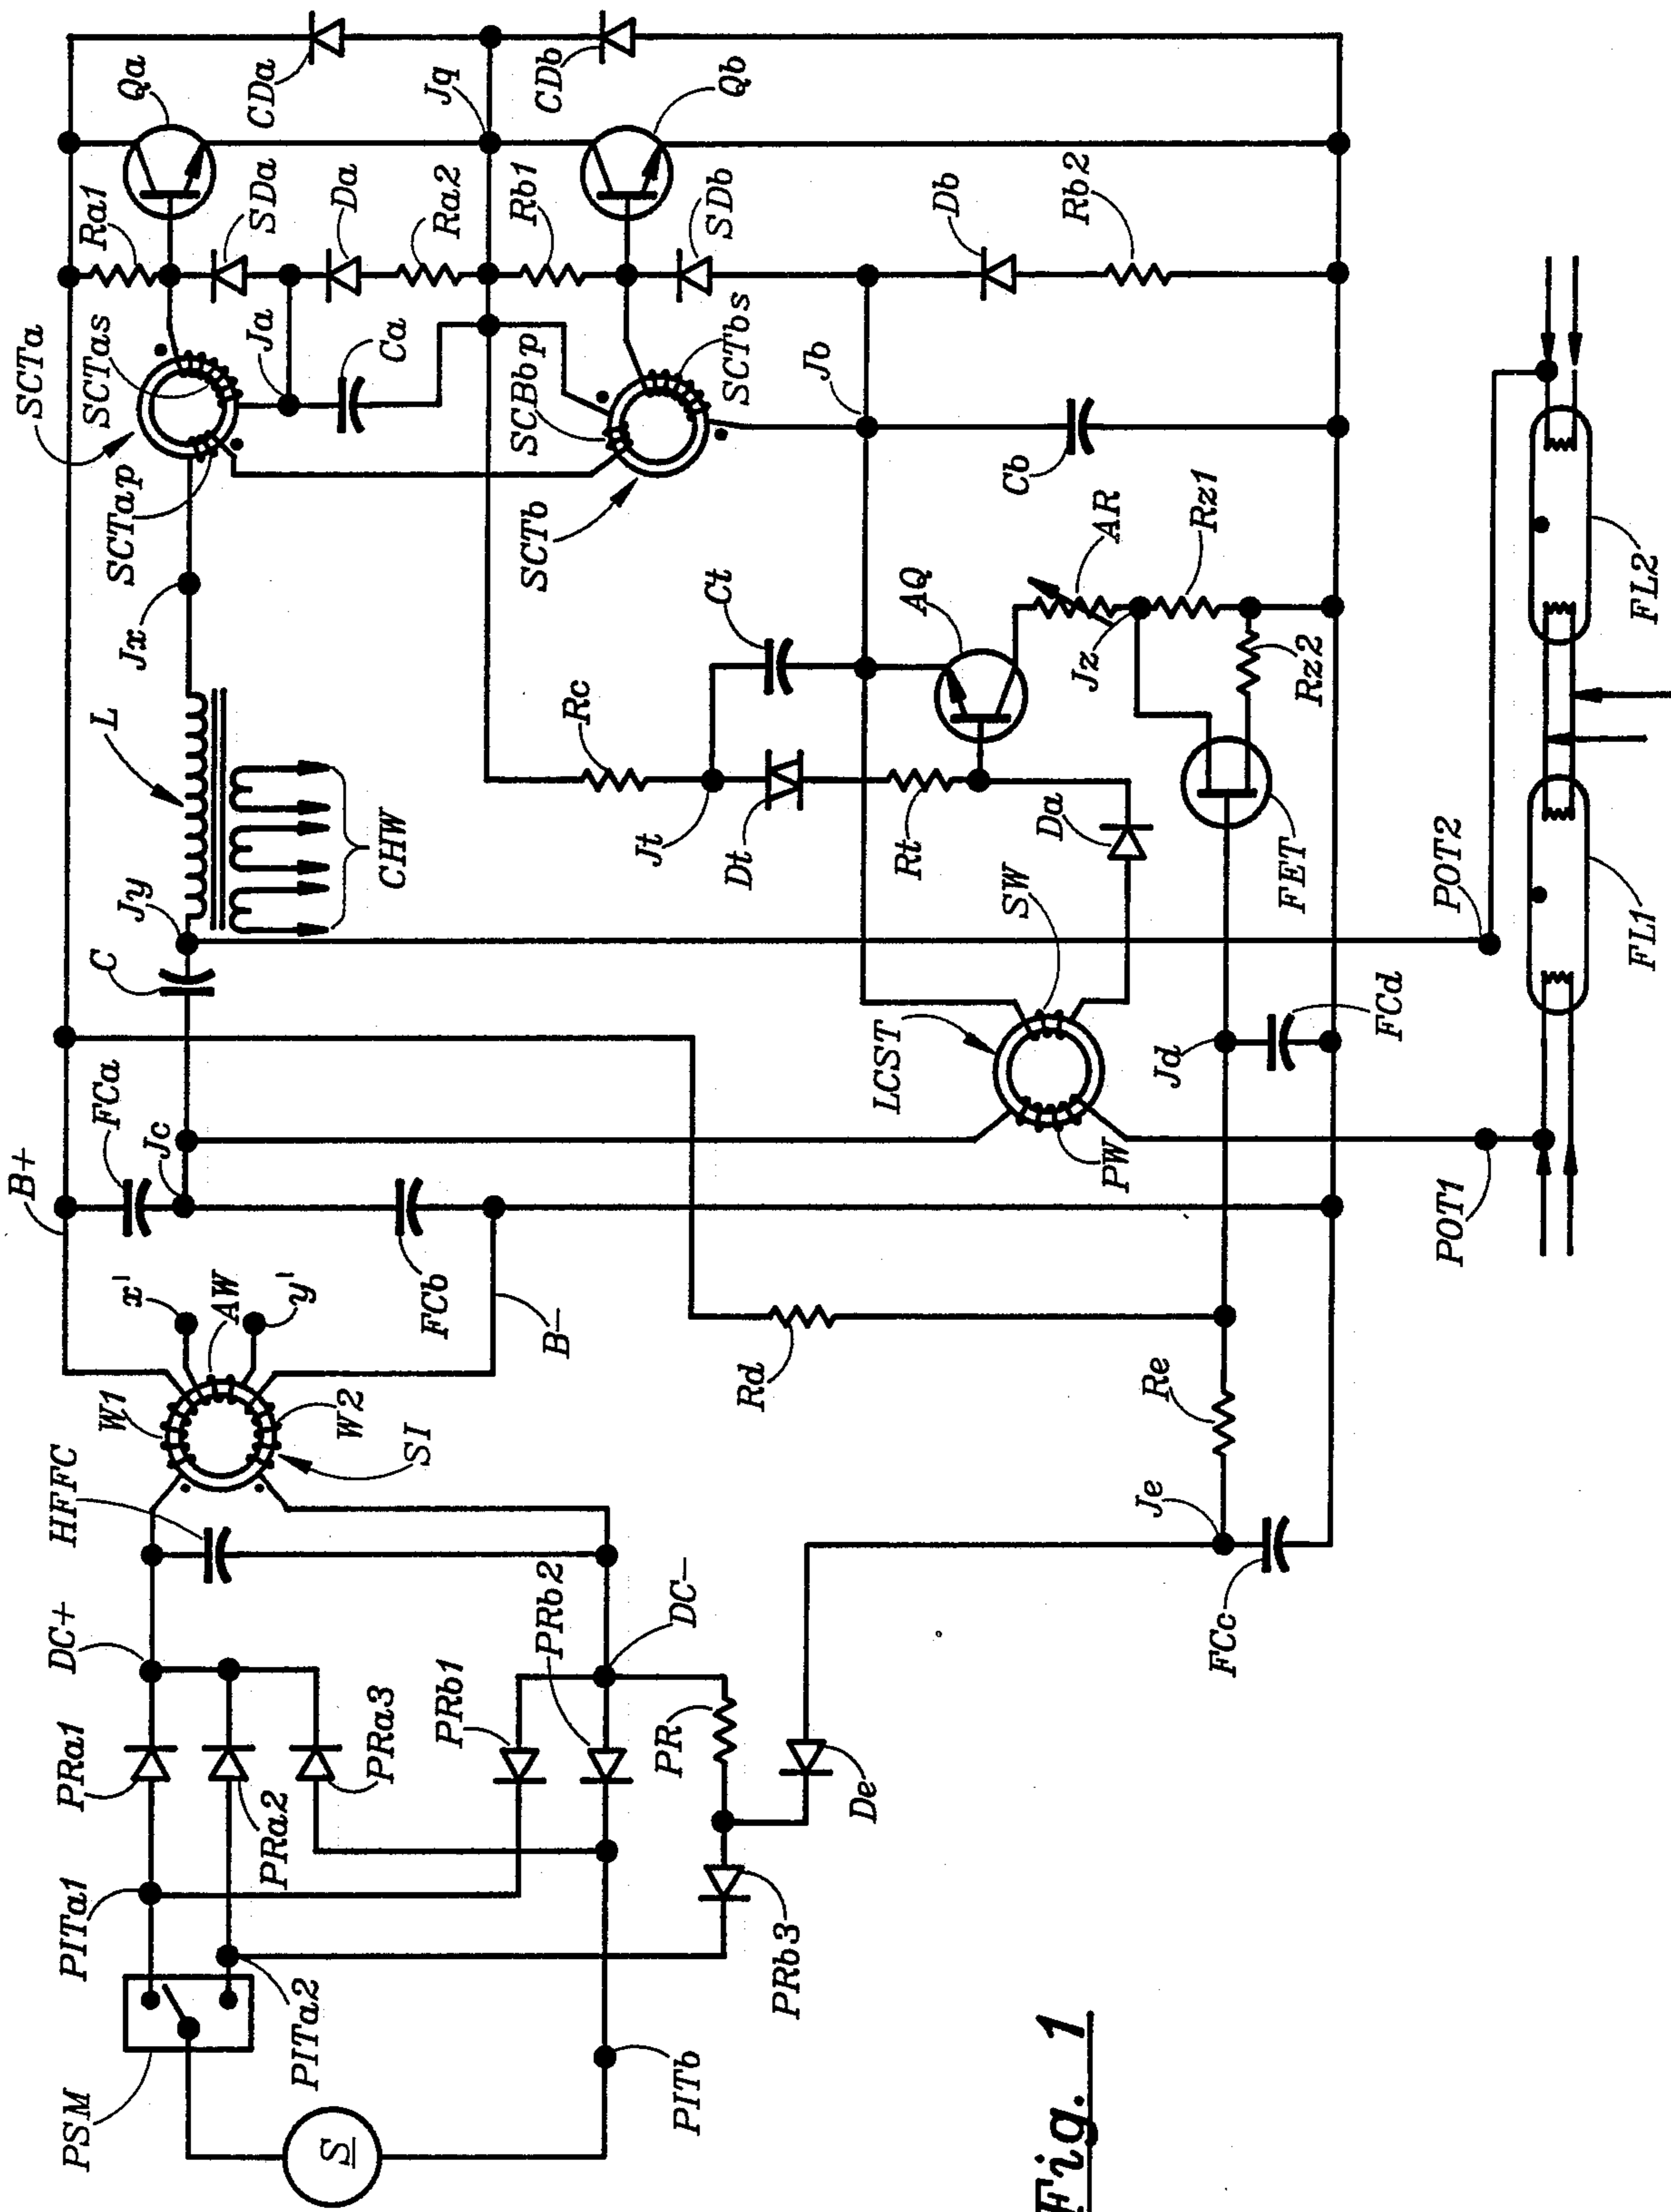 PSM
S
PITa1
PITa2
PITb
PRa1
PRa2
PRa3
PRb1
PRb2
PRb3
PR
De
DC+
DC-
HFFC
W1
W2
SI
AW
x'
y'
B+
B-
FCa
Jc
FCb
C
Jy
L
CHW
Jx
SCTap
SCTas
SCTa
Ja
Ca
Ra1
SDa
Da
Ra2
Qa
CDa
Jq
CDb
Qb
Rb1
SDb
SCBbp
SCTbs
SCTb
Jb
Cb
Db
Rb2
Rc
Jt
Ct
Dt
Rt
AQ
AR
Jz
Rz1
Rz2
FET
Da
SW
LCST
PW
Jd
FCd
Rd
Re
Je
FCc
POT1
POT2
FL1
FL2
Fig. 1